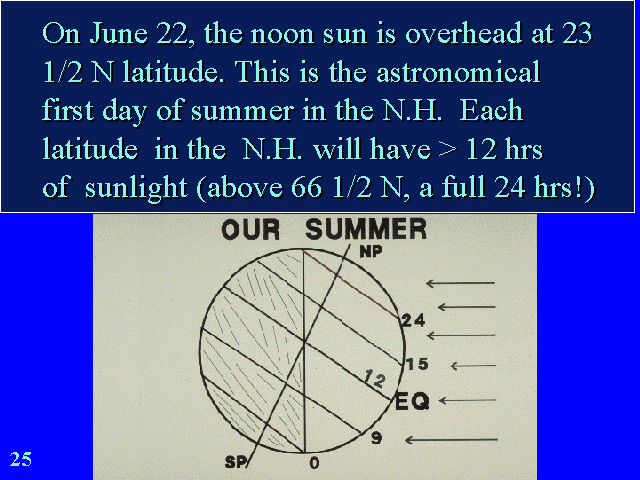 On June 22, the noon sun is overhead at 23
1/2 N latitude. This is the astronomical
first day of summer in the N.H. Each
latitude in the N.H. will have > 12 hrs
of sunlight (above 66 1/2 N, a full 24 hrs!)
OUR SUMMER
NP
24
15
12
EQ
9
SP
0
25